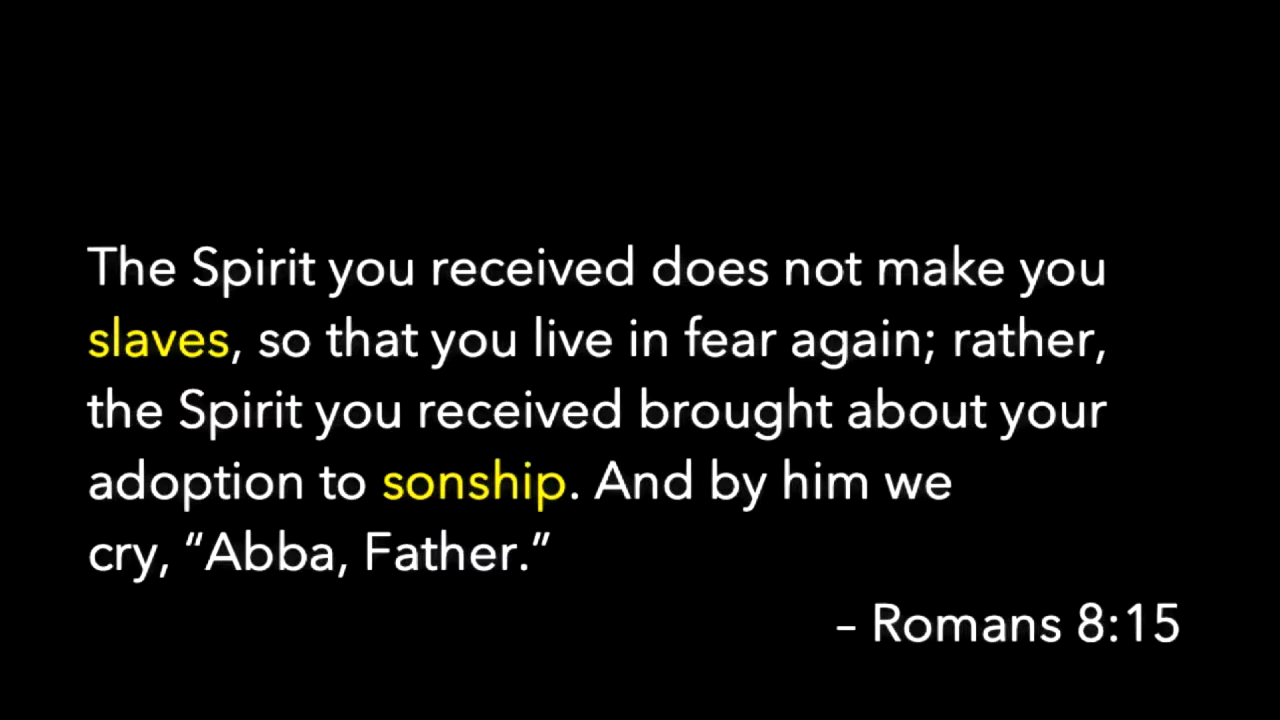 The Spirit you received does not make you
slaves, so that you live in fear again; rather,
the Spirit you received brought about your
adoption to sonship. And by him we
cry, “Abba, Father.”
– Romans 8:15